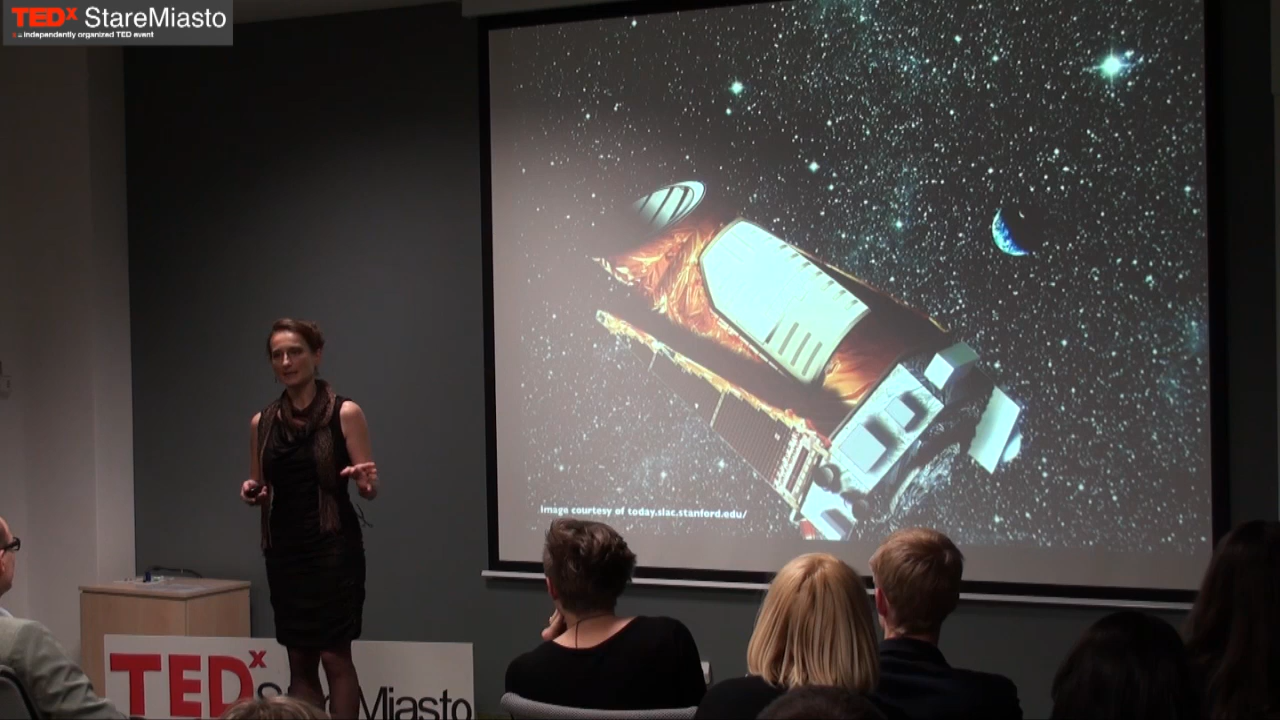 TEDx StareMiasto
x = independently organized TED event
Image courtesy of today.slac.stanford.edu/
TEDx
StareMiasto